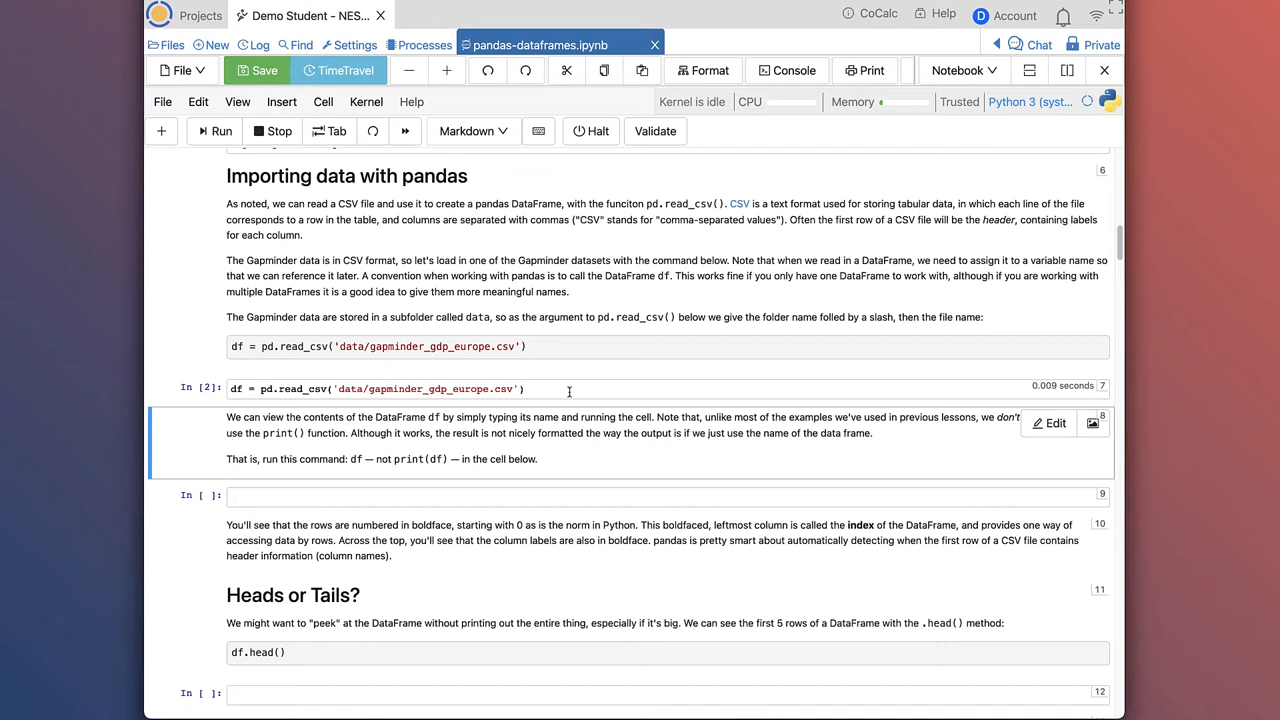 Projects
Demo Student - NES...
CoCalc
Help
D Account
Files
New
Log
Find
Settings
Processes
pandas-dataframes.ipynb
Chat
Private
File
Save
TimeTravel
Format
Console
Print
Notebook
File
Edit
View
Insert
Cell
Kernel
Help
Kernel is idle
CPU
Memory
Trusted
Python 3 (syst...
Run
Stop
Tab
Markdown
Halt
Validate
Importing data with pandas
6
As noted, we can read a CSV file and use it to create a pandas DataFrame, with the funciton pd.read_csv(). CSV is a text format used for storing tabular data, in which each line of the file
corresponds to a row in the table, and columns are separated with commas ("CSV" stands for "comma-separated values"). Often the first row of a CSV file will be the header, containing labels
for each column.
The Gapminder data is in CSV format, so let's load in one of the Gapminder datasets with the command below. Note that when we read in a DataFrame, we need to assign it to a variable name so
that we can reference it later. A convention when working with pandas is to call the DataFrame df. This works fine if you only have one DataFrame to work with, although if you are working with
multiple DataFrames it is a good idea to give them more meaningful names.
The Gapminder data are stored in a subfolder called data, so as the argument to pd.read_csv() below we give the folder name folled by a slash, then the file name:
df = pd.read_csv('data/gapminder_gdp_europe.csv')
In [2]: df = pd.read_csv('data/gapminder_gdp_europe.csv')
0.009 seconds 7
We can view the contents of the DataFrame df by simply typing its name and running the cell. Note that, unlike most of the examples we've used in previous lessons, we don't
8
Edit
use the print() function. Although it works, the result is not nicely formatted the way the output is if we just use the name of the data frame.
That is, run this command: df — not print(df) — in the cell below.
In [ ]:
9
You'll see that the rows are numbered in boldface, starting with 0 as is the norm in Python. This boldfaced, leftmost column is called the index of the DataFrame, and provides one way of
10
accessing data by rows. Across the top, you'll see that the column labels are also in boldface. pandas is pretty smart about automatically detecting when the first row of a CSV file contains
header information (column names).
Heads or Tails?
11
We might want to "peek" at the DataFrame without printing out the entire thing, especially if it's big. We can see the first 5 rows of a DataFrame with the .head() method:
df.head()
In [ ]:
12